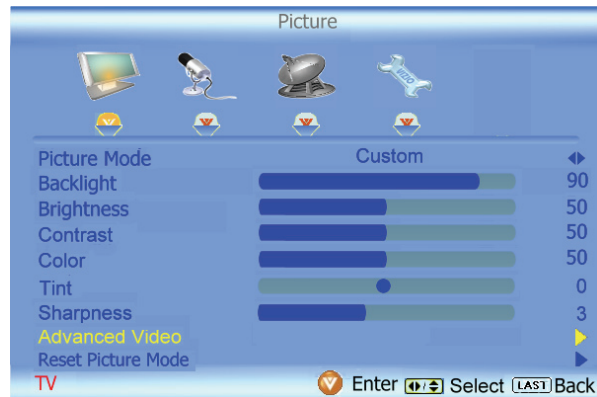 Picture
VIZIO
Picture Mode Custom
Backlight 90
Brightness 50
Contrast 50
Color 50
Tint 0
Sharpness 3
Advanced Video
Reset Picture Mode
TV Enter Select LAST Back